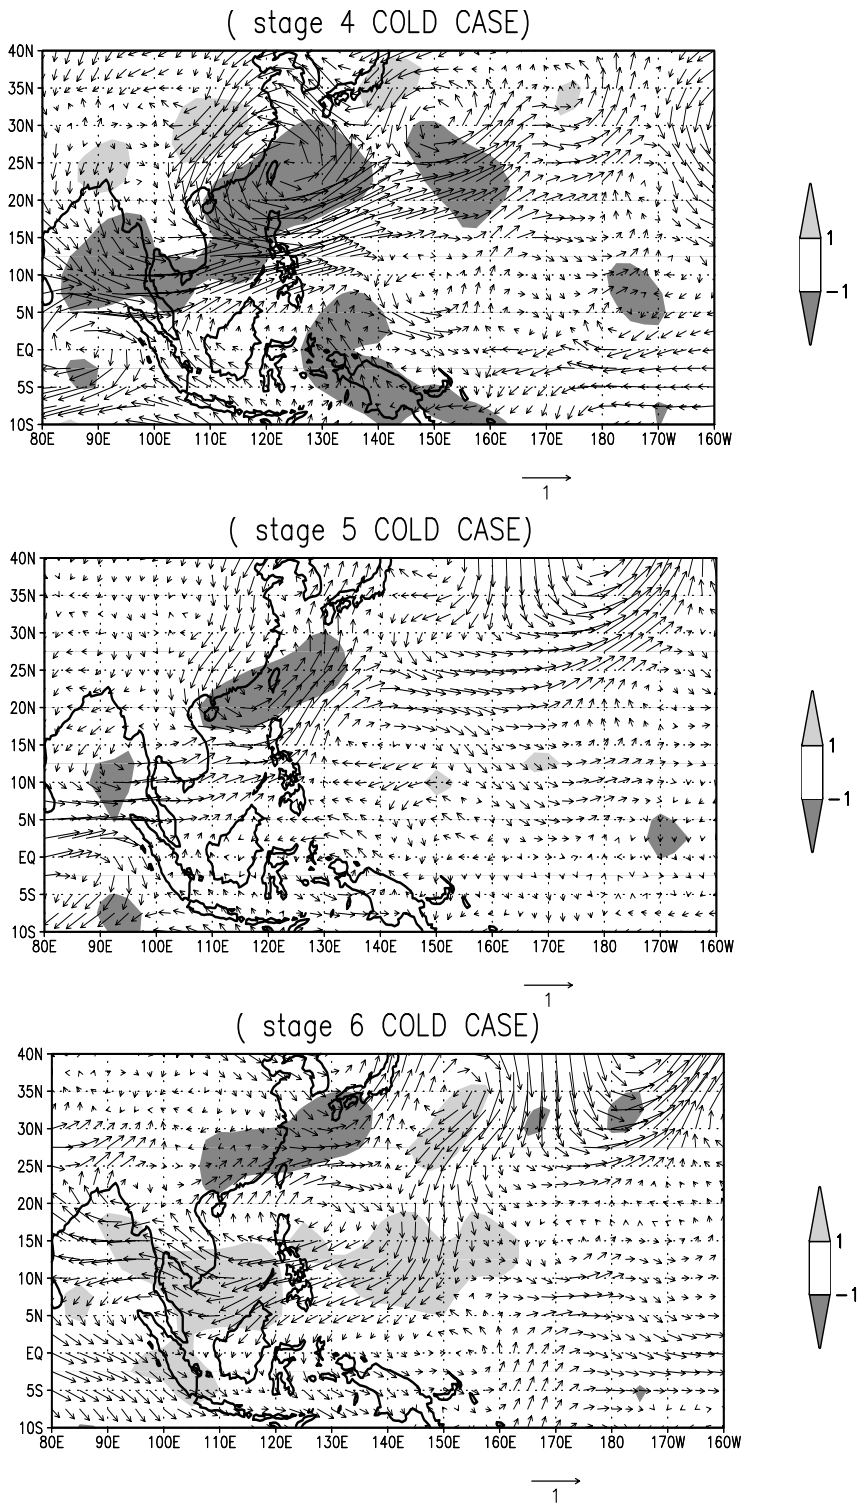 ( stage 4 COLD CASE)
40N
35N
30N
25N
20N
15N
10N
5N
EQ
5S
10S
80E 90E 100E 110E 120E 130E 140E 150E 160E 170E 180 170W 160W
1
1
-1
( stage 5 COLD CASE)
40N
35N
30N
25N
20N
15N
10N
5N
EQ
5S
10S
80E 90E 100E 110E 120E 130E 140E 150E 160E 170E 180 170W 160W
1
1
-1
( stage 6 COLD CASE)
40N
35N
30N
25N
20N
15N
10N
5N
EQ
5S
10S
80E 90E 100E 110E 120E 130E 140E 150E 160E 170E 180 170W 160W
1
1
-1